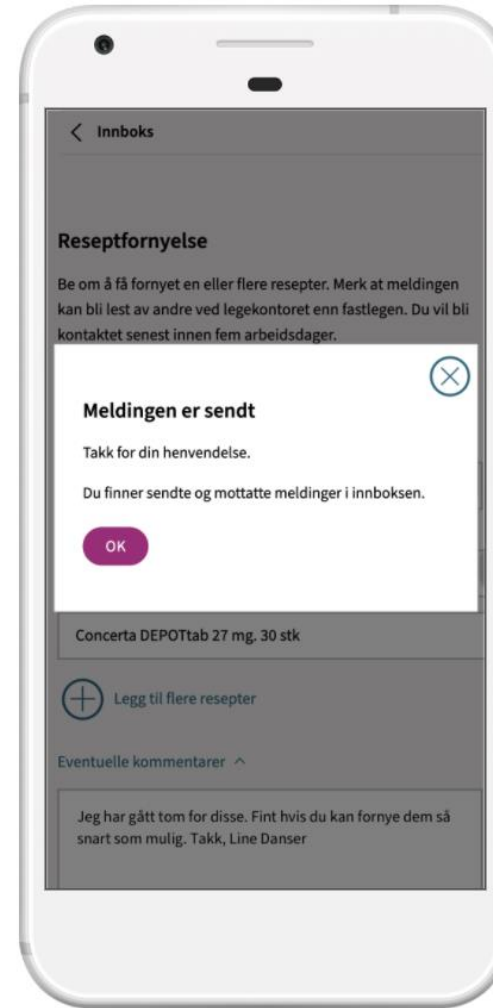 Innboks
Reseptfornyelse
Be om å få fornyet en eller flere resepter. Merk at meldingen
kan bli lest av andre ved legekontoret enn fastlegen. Du vil bli
kontaktet senest innen fem arbeidsdager.
Meldingen er sendt
Takk for din henvendelse.
Du finner sendte og mottatte meldinger i innboksen.
OK
Concerta DEPOTtab 27 mg. 30 stk
Legg til flere resepter
Eventuelle kommentarer
Jeg har gått tom for disse. Fint hvis du kan fornye dem så
snart som mulig. Takk, Line Danser